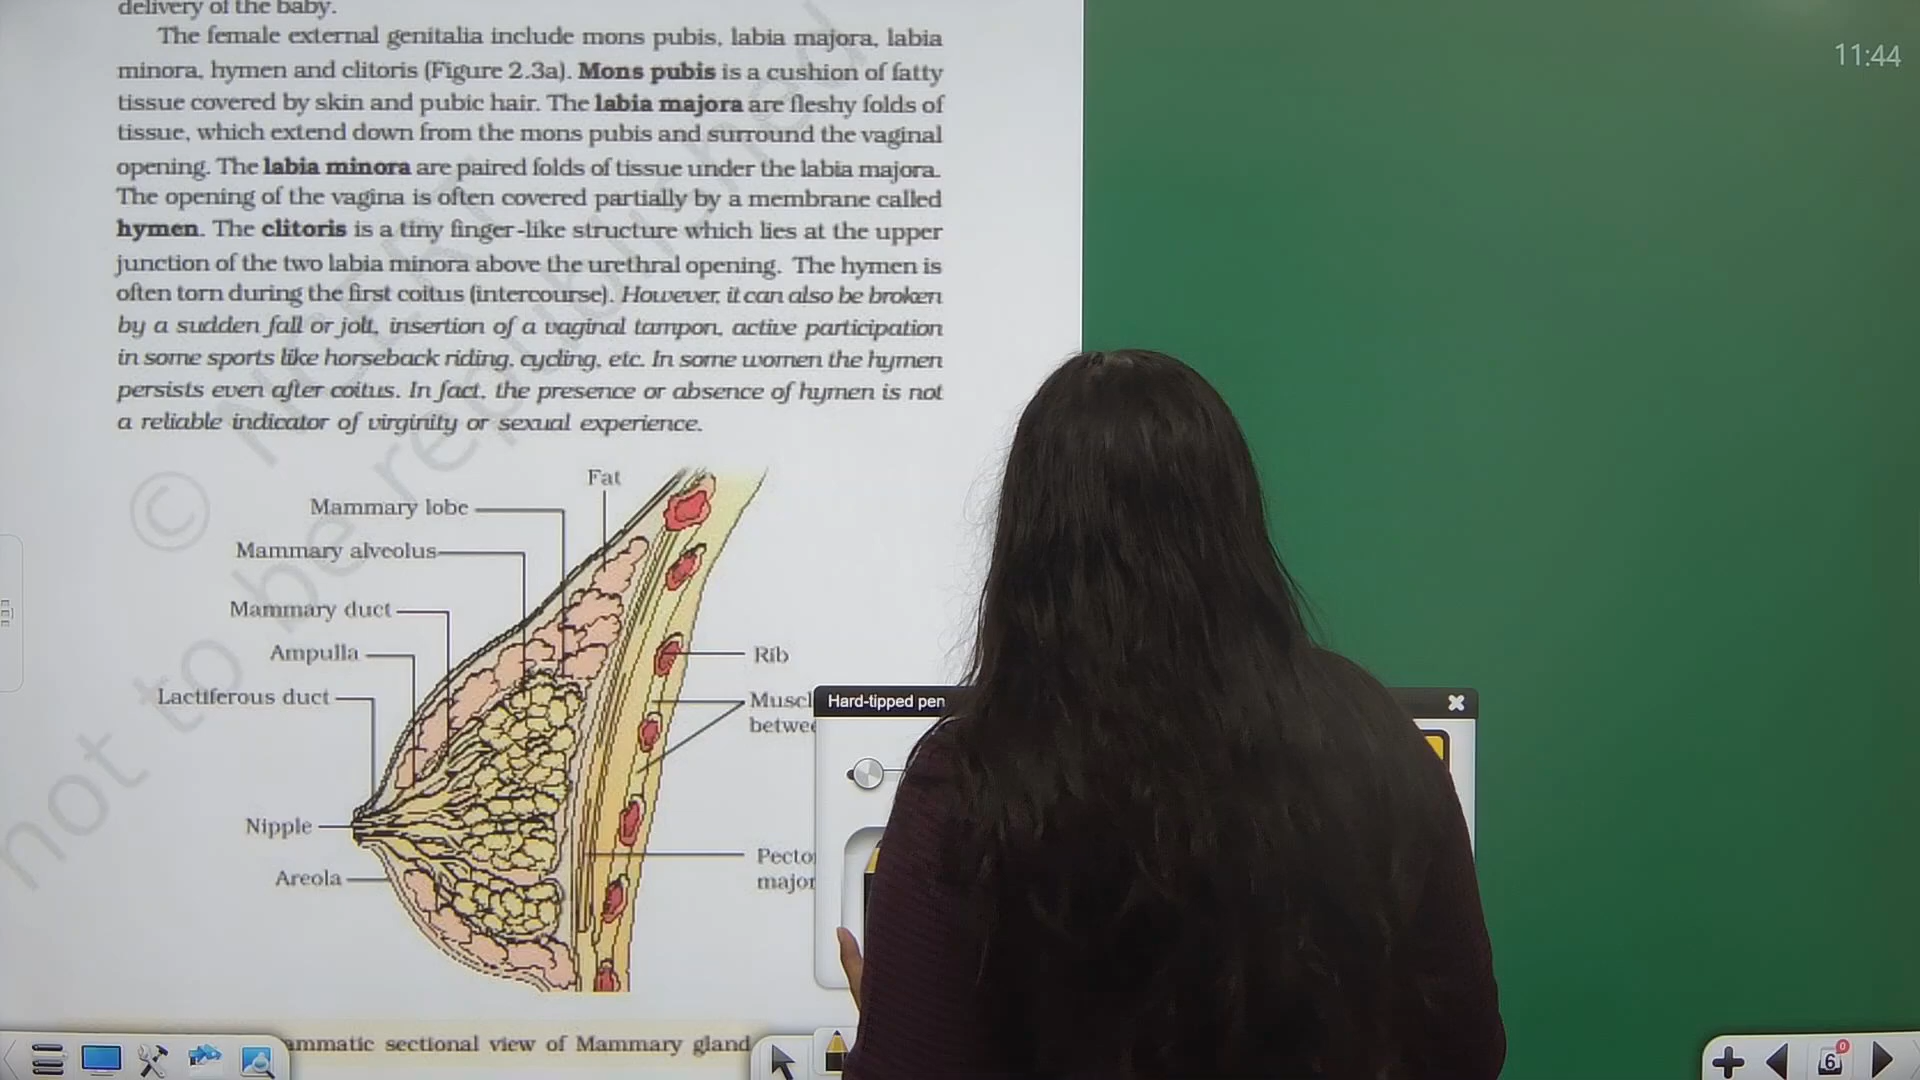 delivery of the baby.
11:44
The female external genitalia include mons pubis, labia majora, labia
minora, hymen and clitoris (Figure 2.3a). Mons pubis is a cushion of fatty
tissue covered by skin and pubic hair. The labia majora are fleshy folds of
tissue, which extend down from the mons pubis and surround the vaginal
opening. The labia minora are paired folds of tissue under the labia majora.
The opening of the vagina is often covered partially by a membrane called
hymen. The clitoris is a tiny finger-like structure which lies at the upper
junction of the two labia minora above the urethral opening. The hymen is
often torn during the first coitus (intercourse). However, it can also be broken
by a sudden fall or jolt, insertion of a vaginal tampon, active participation
in some sports like horseback riding, cycling, etc. In some women the hymen
persists even after coitus. In fact, the presence or absence of hymen is not
a reliable indicator of virginity or sexual experience.
© NCERT
not to be republished
Fat
Mammary lobe
Mammary alveolus
Mammary duct
Ampulla
Lactiferous duct
Nipple
Areola
Rib
Muscl
betwee
Pecto
major
Hard-tipped pen
ammatic sectional view of Mammary gland
6
0